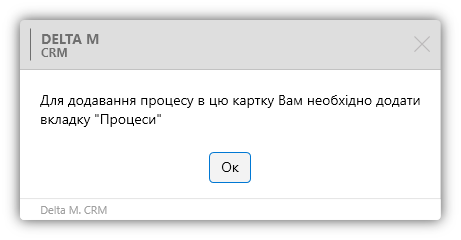 DELTA M
CRM
Для додавання процесу в цю картку Вам необхідно додати
вкладку "Процеси"
Ок
Delta M. CRM